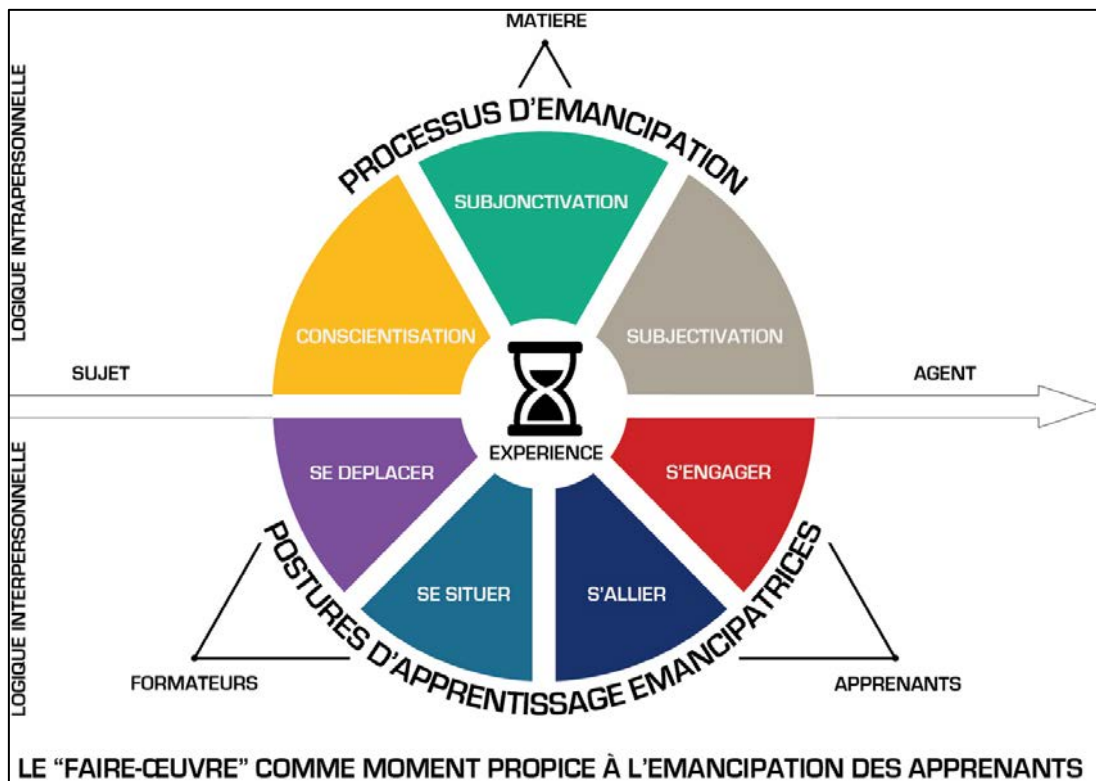 MATIERE
LOGIQUE INTRAPERSONNELLE
PROCESSUS D'EMANCIPATION
SUBJONCTIVATION
CONSCIENTISATION
SUBJECTIVATION
SUJET
AGENT
EXPERIENCE
LOGIQUE INTERPERSONNELLE
SE DEPLACER
S'ENGAGER
SE SITUER
S'ALLIER
POSTURES D'APPRENTISSAGE EMANCIPATRICES
FORMATEURS
APPRENANTS
LE “FAIRE-ŒUVRE” COMME MOMENT PROPICE À L'EMANCIPATION DES APPRENANTS